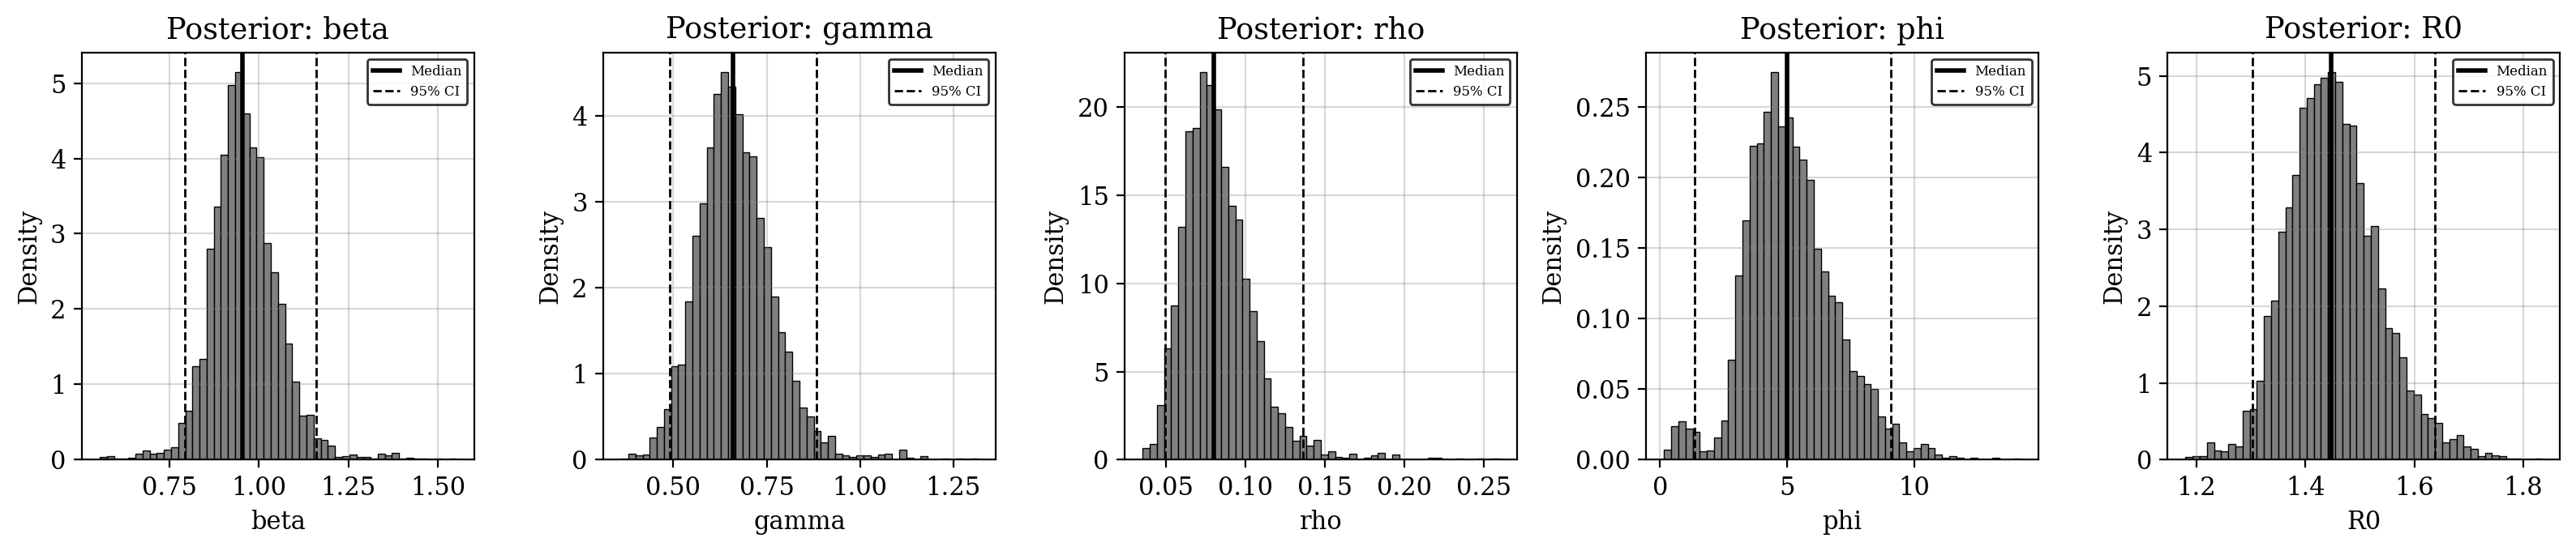 Posterior: beta
Density
5
4
3
2
1
0
0.75
1.00
1.25
1.50
beta
Median
95% CI
Posterior: gamma
Density
4
3
2
1
0
0.50
0.75
1.00
1.25
gamma
Median
95% CI
Posterior: rho
Density
20
15
10
5
0
0.05
0.10
0.15
0.20
0.25
rho
Median
95% CI
Posterior: phi
Density
0.25
0.20
0.15
0.10
0.05
0.00
0
5
10
phi
Median
95% CI
Posterior: R0
Density
5
4
3
2
1
0
1.2
1.4
1.6
1.8
R0
Median
95% CI